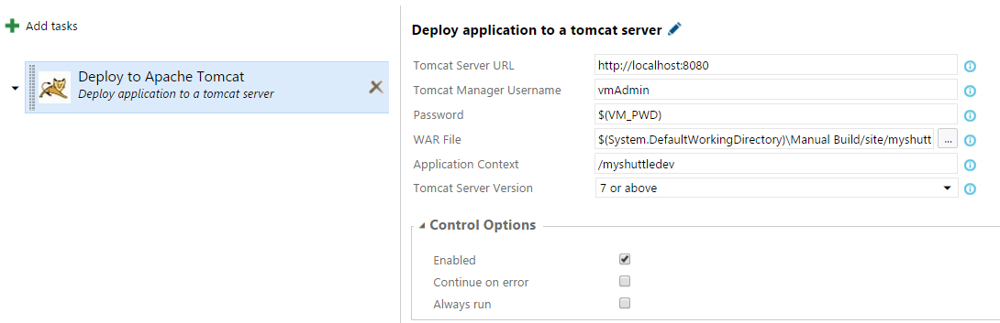 Add tasks
Deploy to Apache Tomcat
Deploy application to a tomcat server
Deploy application to a tomcat server
Tomcat Server URL http://localhost:8080
Tomcat Manager Username vmAdmin
Password $(VM_PWD)
WAR File $(System.DefaultWorkingDirectory)\Manual Build/site/myshutt ...
Application Context /myshuttledev
Tomcat Server Version 7 or above
Control Options
Enabled
Continue on error
Always run